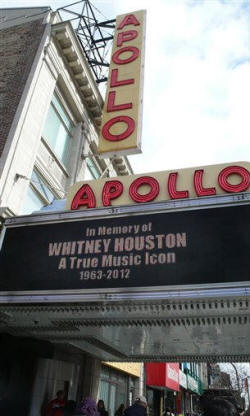 APOLLO
APOLLO
In Memory of
WHITNEY HOUSTON
A True Music Icon
1963-2012